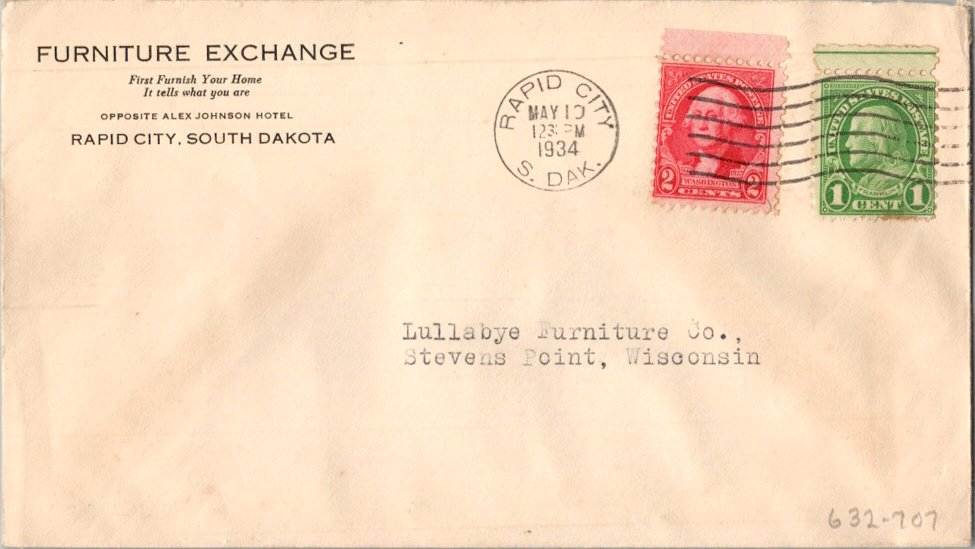 FURNITURE EXCHANGE
First Furnish Your Home
It tells what you are
OPPOSITE ALEX JOHNSON HOTEL
RAPID CITY, SOUTH DAKOTA
RAPID CITY
MAY 10
PM
1934
S. DAK.
UNITED STATES POSTAGE
WASHINGTON
2 CENTS 2
UNITED STATES POSTAGE
1 CENT 1
Lullabye Furniture Co.,
Stevens Point, Wisconsin
632-707